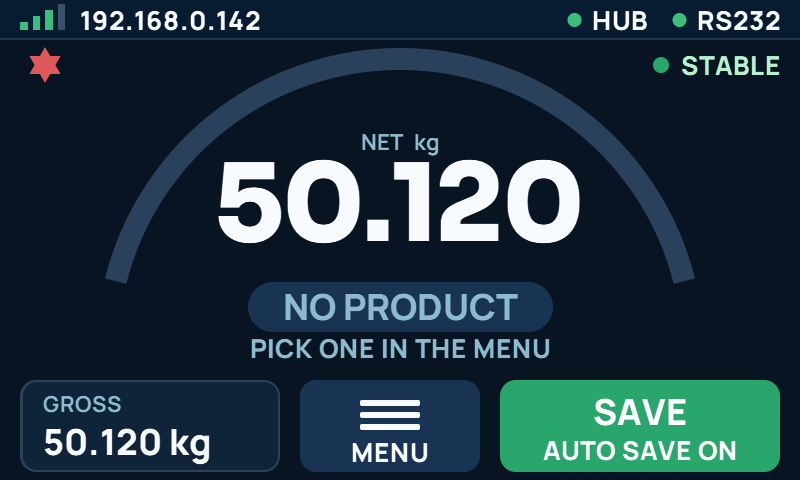 192.168.0.142
HUB
RS232
STABLE
NET kg
50.120
NO PRODUCT
PICK ONE IN THE MENU
GROSS
50.120 kg
MENU
SAVE
AUTO SAVE ON